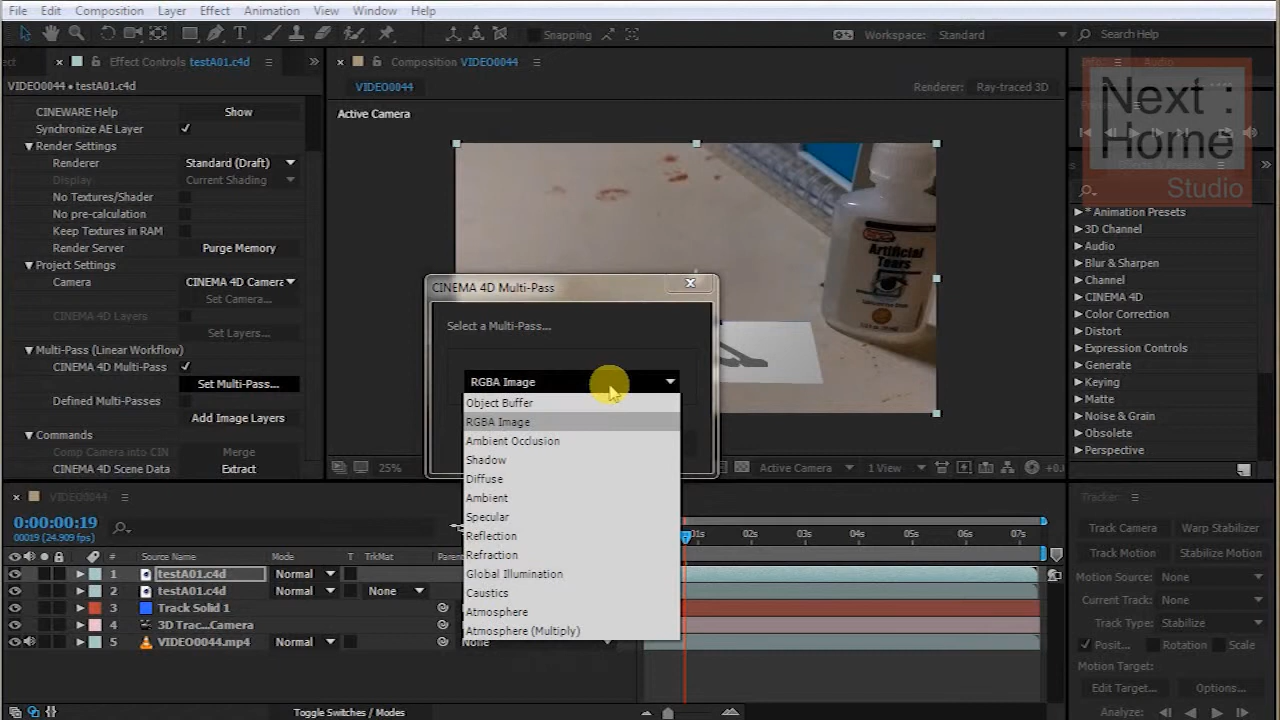 File Edit Composition Layer Effect Animation View Window Help
Snapping
Workspace: Standard
Search Help
Effect Controls testA01.c4d
VIDEO0044 • testA01.c4d
CINEWARE Help Show
Synchronize AE Layer
Render Settings
Renderer Standard (Draft)
Display Current Shading
No Textures/Shader
No pre-calculation
Keep Textures in RAM
Render Server Purge Memory
Project Settings
Camera CINEMA 4D Camera
Set Camera...
CINEMA 4D Layers
Set Layers...
Multi-Pass (Linear Workflow)
CINEMA 4D Multi-Pass
Set Multi-Pass...
Defined Multi-Passes
Add Image Layers
Commands
Comp Camera into CIN Merge
CINEMA 4D Scene Data Extract
Composition VIDEO0044
VIDEO0044
Renderer: Ray-traced 3D
Active Camera
Artificial
Tears
CINEMA 4D Multi-Pass
Select a Multi-Pass...
RGBA Image
Object Buffer
RGBA Image
Ambient Occlusion
Shadow
Diffuse
Ambient
Specular
Reflection
Refraction
Global Illumination
Caustics
Atmosphere
Atmosphere (Multiply)
25%
Active Camera
1 View
+0.
Info
Audio
Next :
Home
Studio
* Animation Presets
3D Channel
Audio
Blur & Sharpen
Channel
CINEMA 4D
Color Correction
Distort
Expression Controls
Generate
Keying
Matte
Noise & Grain
Obsolete
Perspective
VIDEO0044
0:00:00:19
00019 (24.909 fps)
# Source Name Mode T TrkMat Paren
1 testA01.c4d Normal
2 testA01.c4d Normal None
3 Track Solid 1
4 3D Trac...Camera
5 VIDEO0044.mp4 Normal None
01s 02s 03s 04s 05s 06s 07s
Toggle Switches / Modes
Tracker
Track Camera Warp Stabilizer
Track Motion Stabilize Motion
Motion Source: None
Current Track: None
Track Type: Stabilize
Posit... Rotation Scale
Motion Target:
Edit Target... Options...
Analyze: